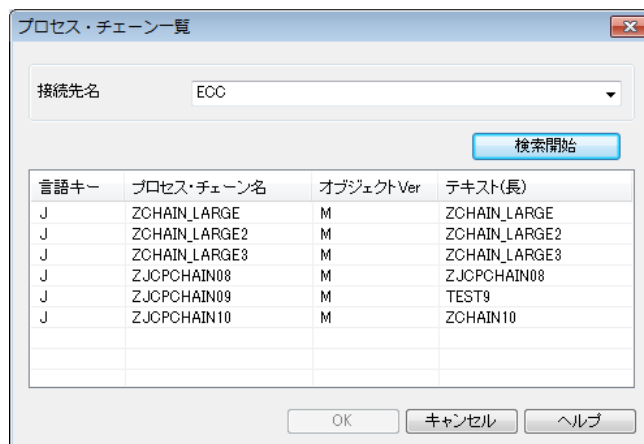 プロセス・チェーン一覧
接続先名 ECC
検索開始
言語キー プロセス・チェーン名 オブジェクトVer テキスト(長)
J ZCHAIN_LARGE M ZCHAIN_LARGE
J ZCHAIN_LARGE2 M ZCHAIN_LARGE2
J ZCHAIN_LARGE3 M ZCHAIN_LARGE3
J ZJCPCHAIN08 M ZJCPCHAIN08
J ZJCPCHAIN09 M TEST9
J ZJCPCHAIN10 M ZCHAIN10
OK キャンセル ヘルプ